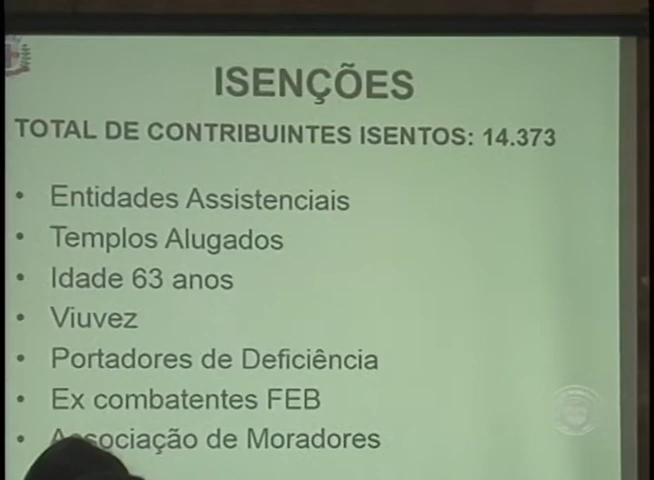 ISENÇÕES
TOTAL DE CONTRIBUINTES ISENTOS: 14.373
• Entidades Assistenciais
• Templos Alugados
• Idade 63 anos
• Viuvez
• Portadores de Deficiência
• Ex combatentes FEB
• Associação de Moradores